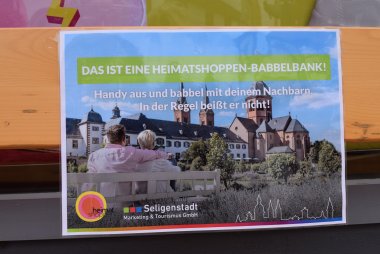 DAS IST EINE HEIMATSHOPPEN-BABBELBANK!
Handy aus und babbel mit deinem Nachbarn.
In der Regel beißt er nicht!
heimat
Seligenstadt
Marketing & Tourismus GmbH